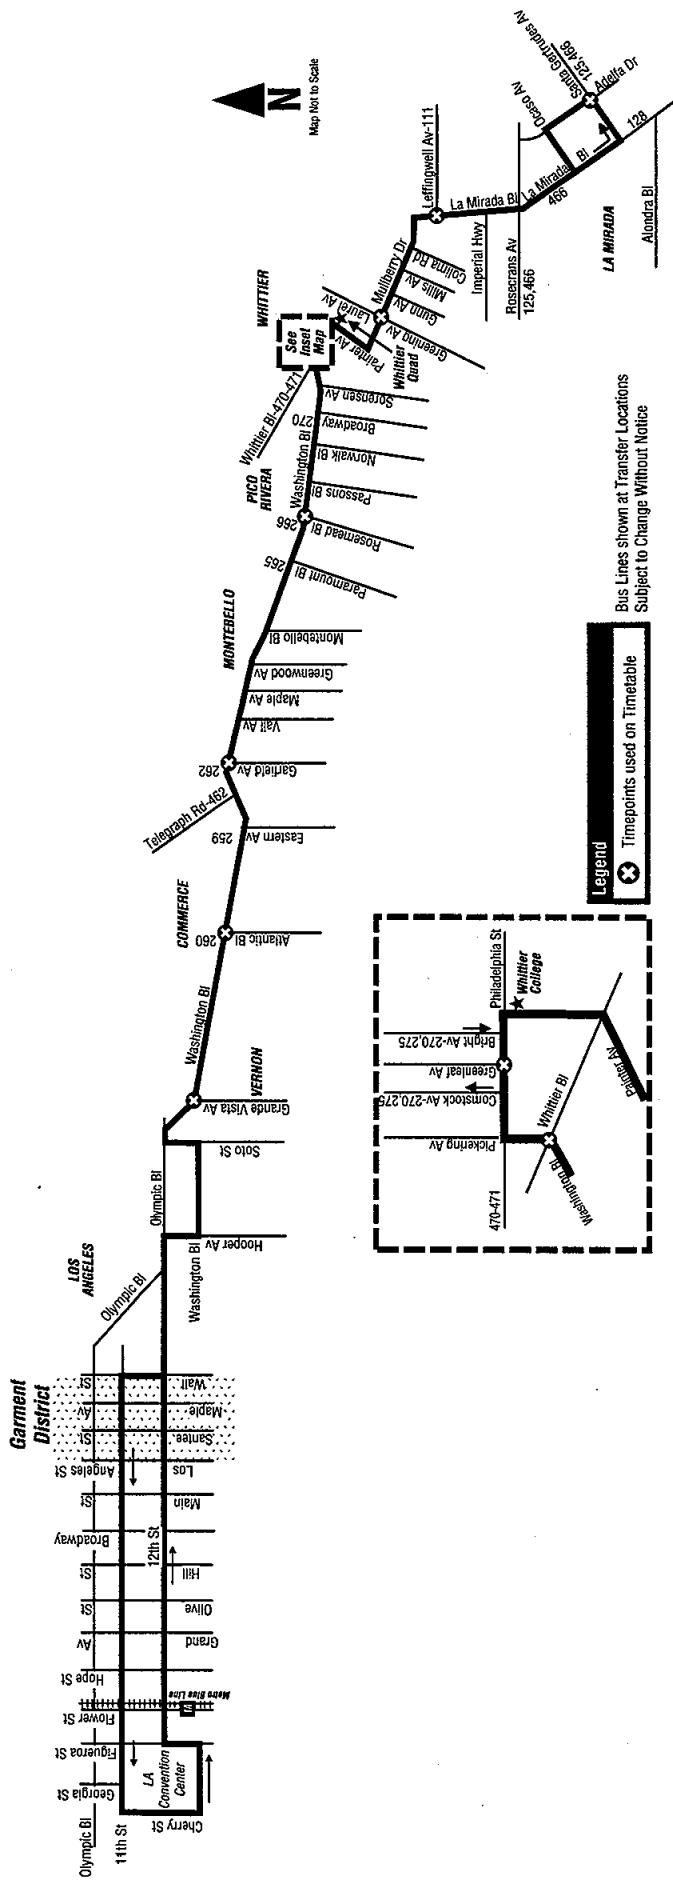 N
Map Not to Scale
Garment
District
LOS
ANGELES
VERNON
COMMERCE
MONTEBELLO
PICO
RIVERA
WHITTIER
LA MIRADA
Olympic Bl
11th St
Cherry St
LA
Convention
Center
Georgia St
Figueroa St
Flower St
Metro Blue Line
M
Hope St
Grand
Av
Olive
St
Hill
St
12th St
Broadway
Main
St
Los
Angeles St
Santee
St
Maple
Av
Wall
St
Olympic Bl
Washington Bl
Hooper Av
Olympic Bl
Soto St
Grande Vista Av
Washington Bl
260
Atlantic Bl
259
Eastern Av
Telegraph Rd-462
262
Garfield Av
Vail Av
Maple Av
Greenwood Av
Montebello Bl
265
Paramount Bl
266
Rosemead Bl
Washington Bl
Passons Bl
Norwalk Bl
270
Broadway
Sorensen Av
Whittier Bl-470-471
See
Inset
Map
Painter Av
Laurel Av
Whittier
Quad
Greening Av
Mulberry Dr
Gunn Av
Mills Av
Colima Rd
Leffingwell Av-111
La Mirada Bl
Imperial Hwy
Rosecrans Av
125,466
La Mirada Bl
466
Ocaso Av
Santa Gertrudes Av
125,466
Adelfa Dr
128
Alondra Bl
470-471
Pickering Av
Comstock Av-270,275
Greenleaf Av
Bright Av-270,275
Philadelphia St
Whittier
College
Whittier Bl
Washington Bl
Painter Av
Legend
Timepoints used on Timetable
Bus Lines shown at Transfer Locations
Subject to Change Without Notice